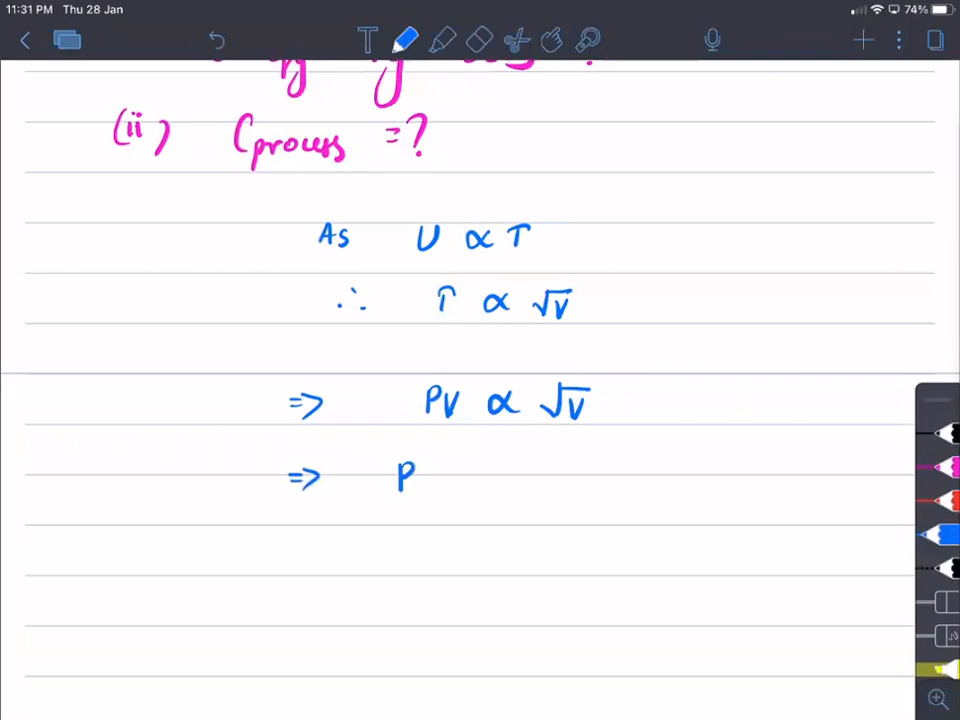 11:31 PM Thu 28 Jan 74%
(ii) Cprocess = ?
As U ∝ T
∴ T ∝ √V
=> PV ∝ √V
=> P